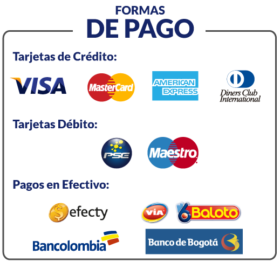 FORMAS
DE PAGO
Tarjetas de Crédito:
VISA
MasterCard
AMERICAN EXPRESS
Diners Club
International
Tarjetas Débito:
PSE
Maestro
Pagos en Efectivo:
efecty
VIA
Baloto
Bancolombia
Banco de Bogotá